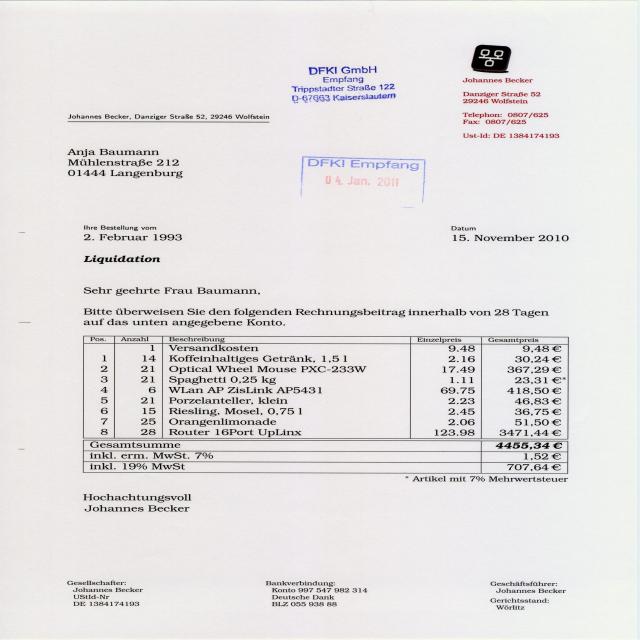 DFKI GmbH
Empfang
Trippstadter Straße 122
D-67663 Kaiserslautern
Johannes Becker
Danziger Straße 52
29246 Wolfstein
Telephon: 0807/625
Fax: 0807/625
Ust-Id: DE 1384174193
Johannes Becker, Danziger Straße 52, 29246 Wolfstein
Anja Baumann
Mühlenstraße 212
01444 Langenburg
DFKI Empfang
04. Jan. 2011
Ihre Bestellung vom
2. Februar 1993
Datum
15. November 2010
Liquidation
Sehr geehrte Frau Baumann,
Bitte überweisen Sie den folgenden Rechnungsbeitrag innerhalb von 28 Tagen
auf das unten angegebene Konto.
Pos. Anzahl Beschreibung Einzelpreis Gesamtpreis
1 Versandkosten 9.48 9,48 €
1 14 Koffeinhaltiges Getränk, 1,5 l 2.16 30,24 €
2 21 Optical Wheel Mouse PXC-233W 17.49 367,29 €
3 21 Spaghetti 0,25 kg 1.11 23,31 €*
4 6 WLan AP ZisLink AP5431 69.75 418,50 €
5 21 Porzelanteller, klein 2.23 46,83 €
6 15 Riesling, Mosel, 0,75 l 2.45 36,75 €
7 25 Orangenlimonade 2.06 51,50 €
8 28 Router 16Port UpLinx 123.98 3471,44 €
Gesamtsumme 4455,34 €
inkl. erm. MwSt. 7% 1,52 €
inkl. 19% MwSt 707,64 €
* Artikel mit 7% Mehrwertsteuer
Hochachtungsvoll
Johannes Becker
Gesellschafter:
Johannes Becker
UStId-Nr
DE 1384174193
Bankverbindung:
Konto 997 547 982 314
Deutsche Dank
BLZ 055 938 88
Geschäftsführer:
Johannes Becker
Gerichtsstand:
Wörlitz